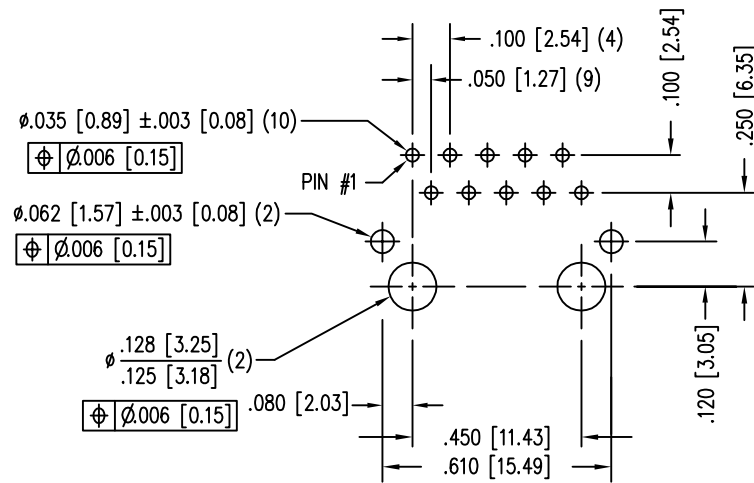 .100 [2.54] (4)
.050 [1.27] (9)
.100 [2.54]
.250 [6.35]
ø.035 [0.89] ±.003 [0.08] (10)
⌖ Ø.006 [0.15]
PIN #1
ø.062 [1.57] ±.003 [0.08] (2)
⌖ Ø.006 [0.15]
ø .128 [3.25] (2)
.125 [3.18]
⌖ Ø.006 [0.15]
.080 [2.03]
.120 [3.05]
.450 [11.43]
.610 [15.49]